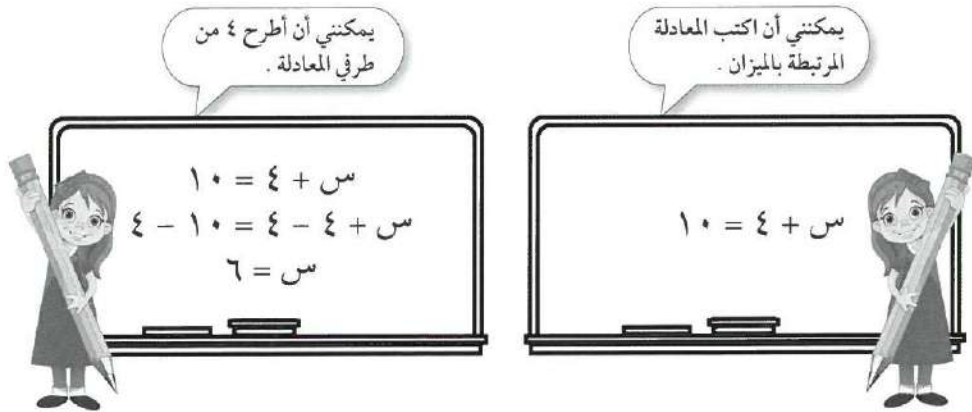 يمكنني أن اكتب المعادلة
المرتبطة بالميزان .
س + ٤ = ١٠
يمكنني أن أطرح ٤ من
طرفي المعادلة .
س + ٤ = ١٠
س + ٤ − ٤ = ١٠ − ٤
س = ٦